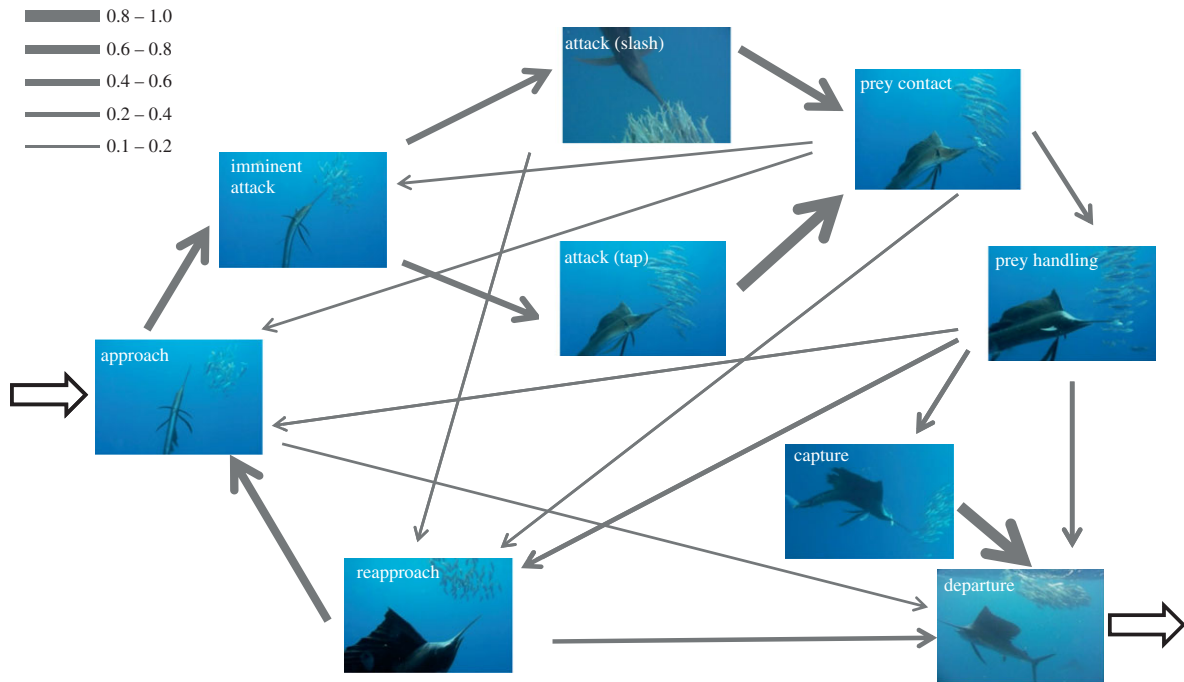 0.8 – 1.0
0.6 – 0.8
0.4 – 0.6
0.2 – 0.4
0.1 – 0.2
attack (slash)
prey contact
imminent
attack
attack (tap)
prey handling
approach
capture
reapproach
departure